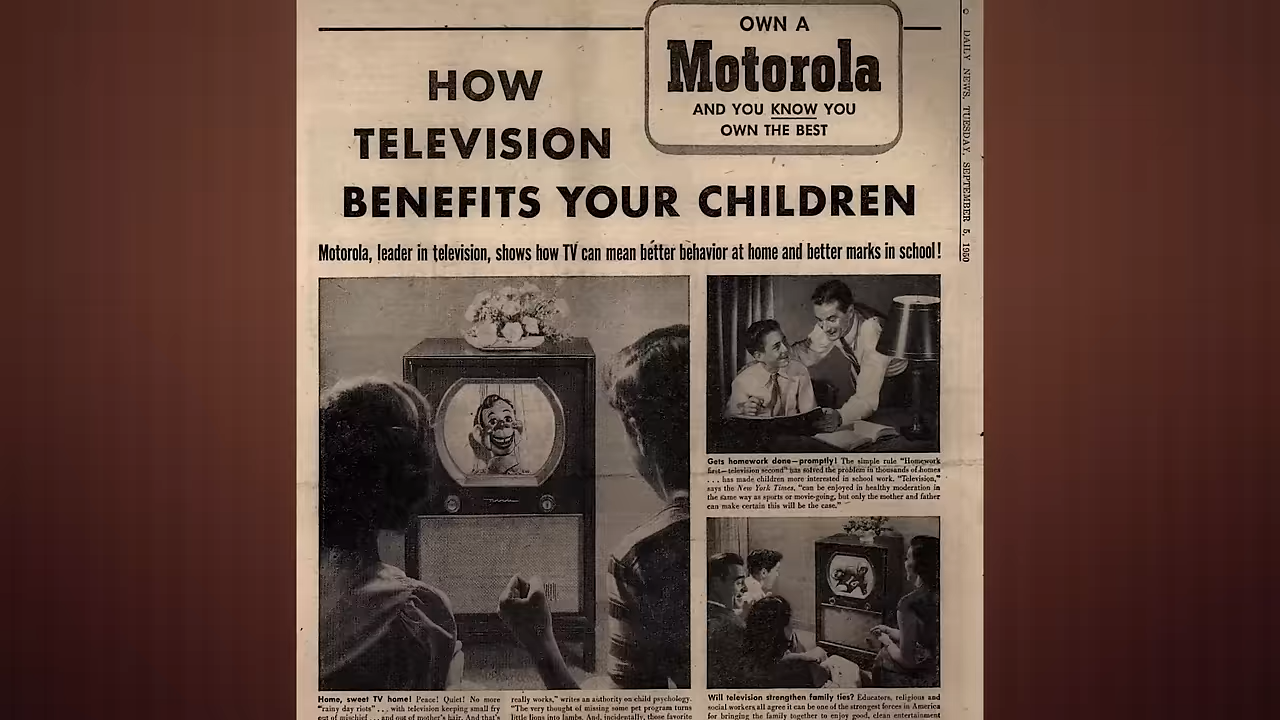 OWN A
Motorola
AND YOU KNOW YOU
OWN THE BEST
HOW
TELEVISION
BENEFITS YOUR CHILDREN
Motorola, leader in television, shows how TV can mean better behavior at home and better marks in school!
© DAILY NEWS, TUESDAY, SEPTEMBER 5, 1950
Gets homework done—promptly! The simple rule "Homework
first—television second" has solved the problem in thousands of homes
. . . has made children more interested in school work. "Television,"
says the New York Times, "can be enjoyed in healthy moderation in
the same way as sports or movie-going, but only the mother and father
can make certain this will be the case."
Home, sweet TV home! Peace! Quiet! No more
"rainy day riots" . . . with television keeping small fry
out of mischief . . . and out of mother's hair. And that's
really works," writes an authority on child psychology.
"The very thought of missing some pet program turns
little lions into lambs. And, incidentally, those favorite
Will television strengthen family ties? Educators, religious and
social workers all agree it can be one of the strongest forces in America
for bringing the family together to enjoy good, clean entertainment